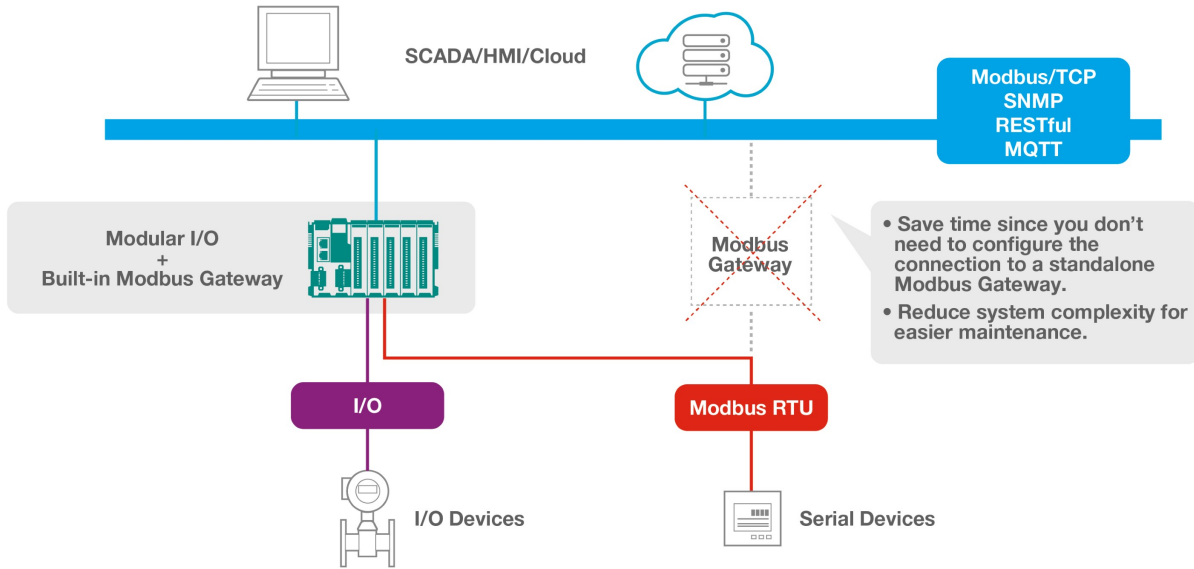 SCADA/HMI/Cloud
Modbus/TCP
SNMP
RESTful
MQTT
Modular I/O
+
Built-in Modbus Gateway
Modbus
Gateway
• Save time since you don’t
need to configure the
connection to a standalone
Modbus Gateway.
• Reduce system complexity for
easier maintenance.
I/O
Modbus RTU
I/O Devices
Serial Devices